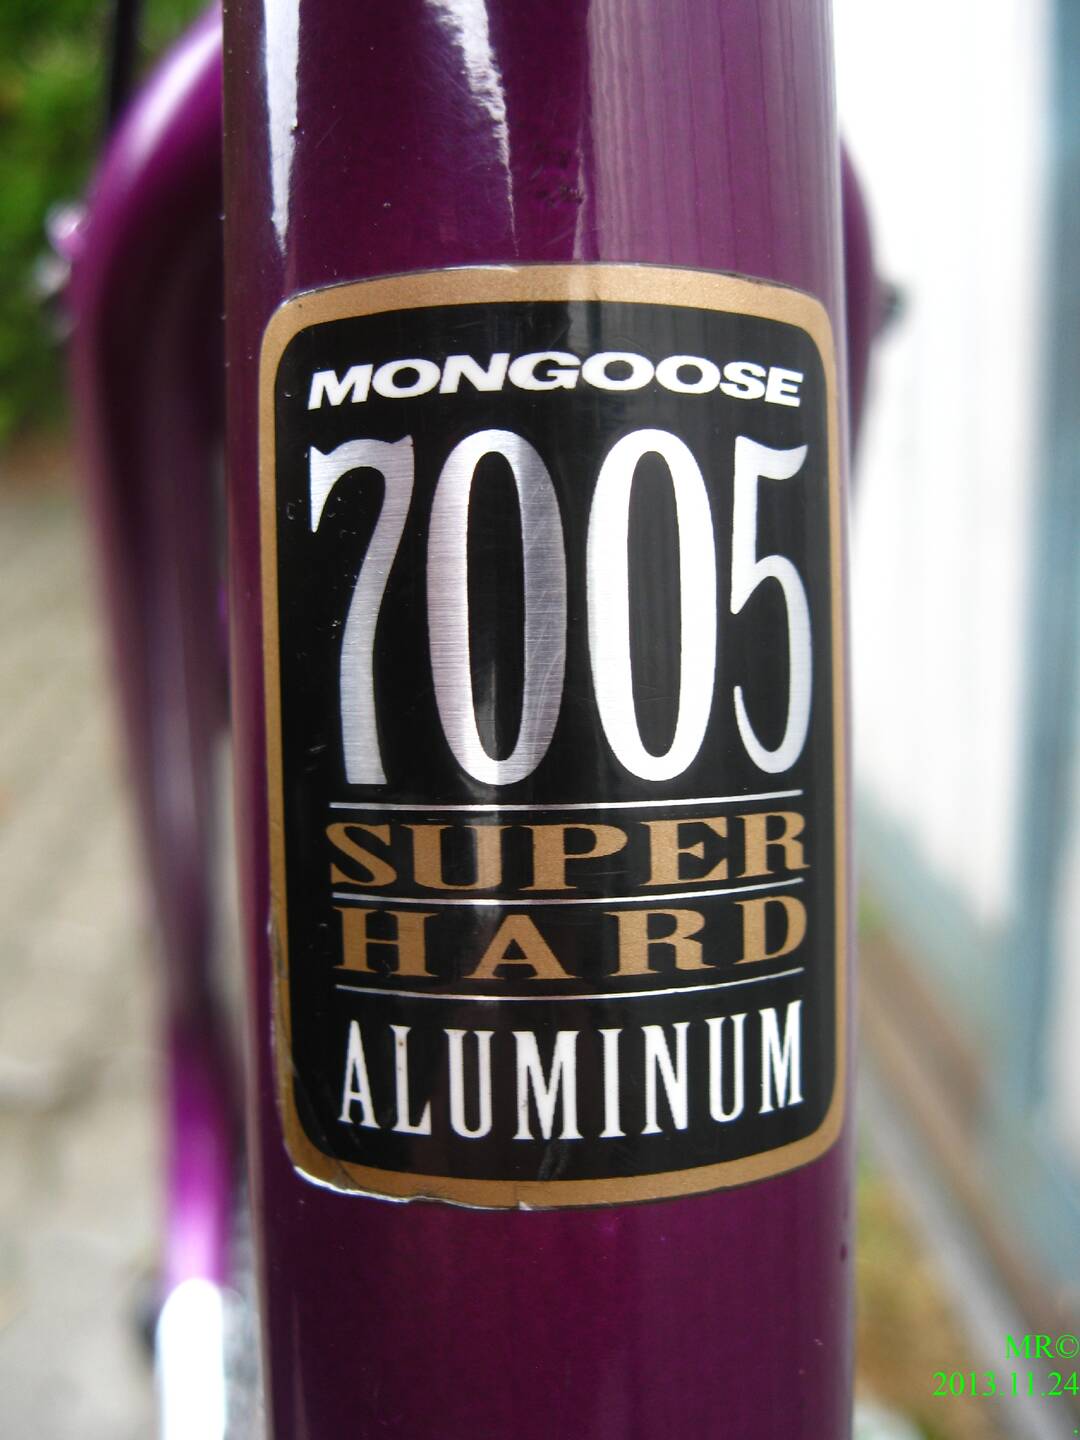 MONGOOSE
7005
SUPER
HARD
ALUMINUM
MR©
2013.11.24